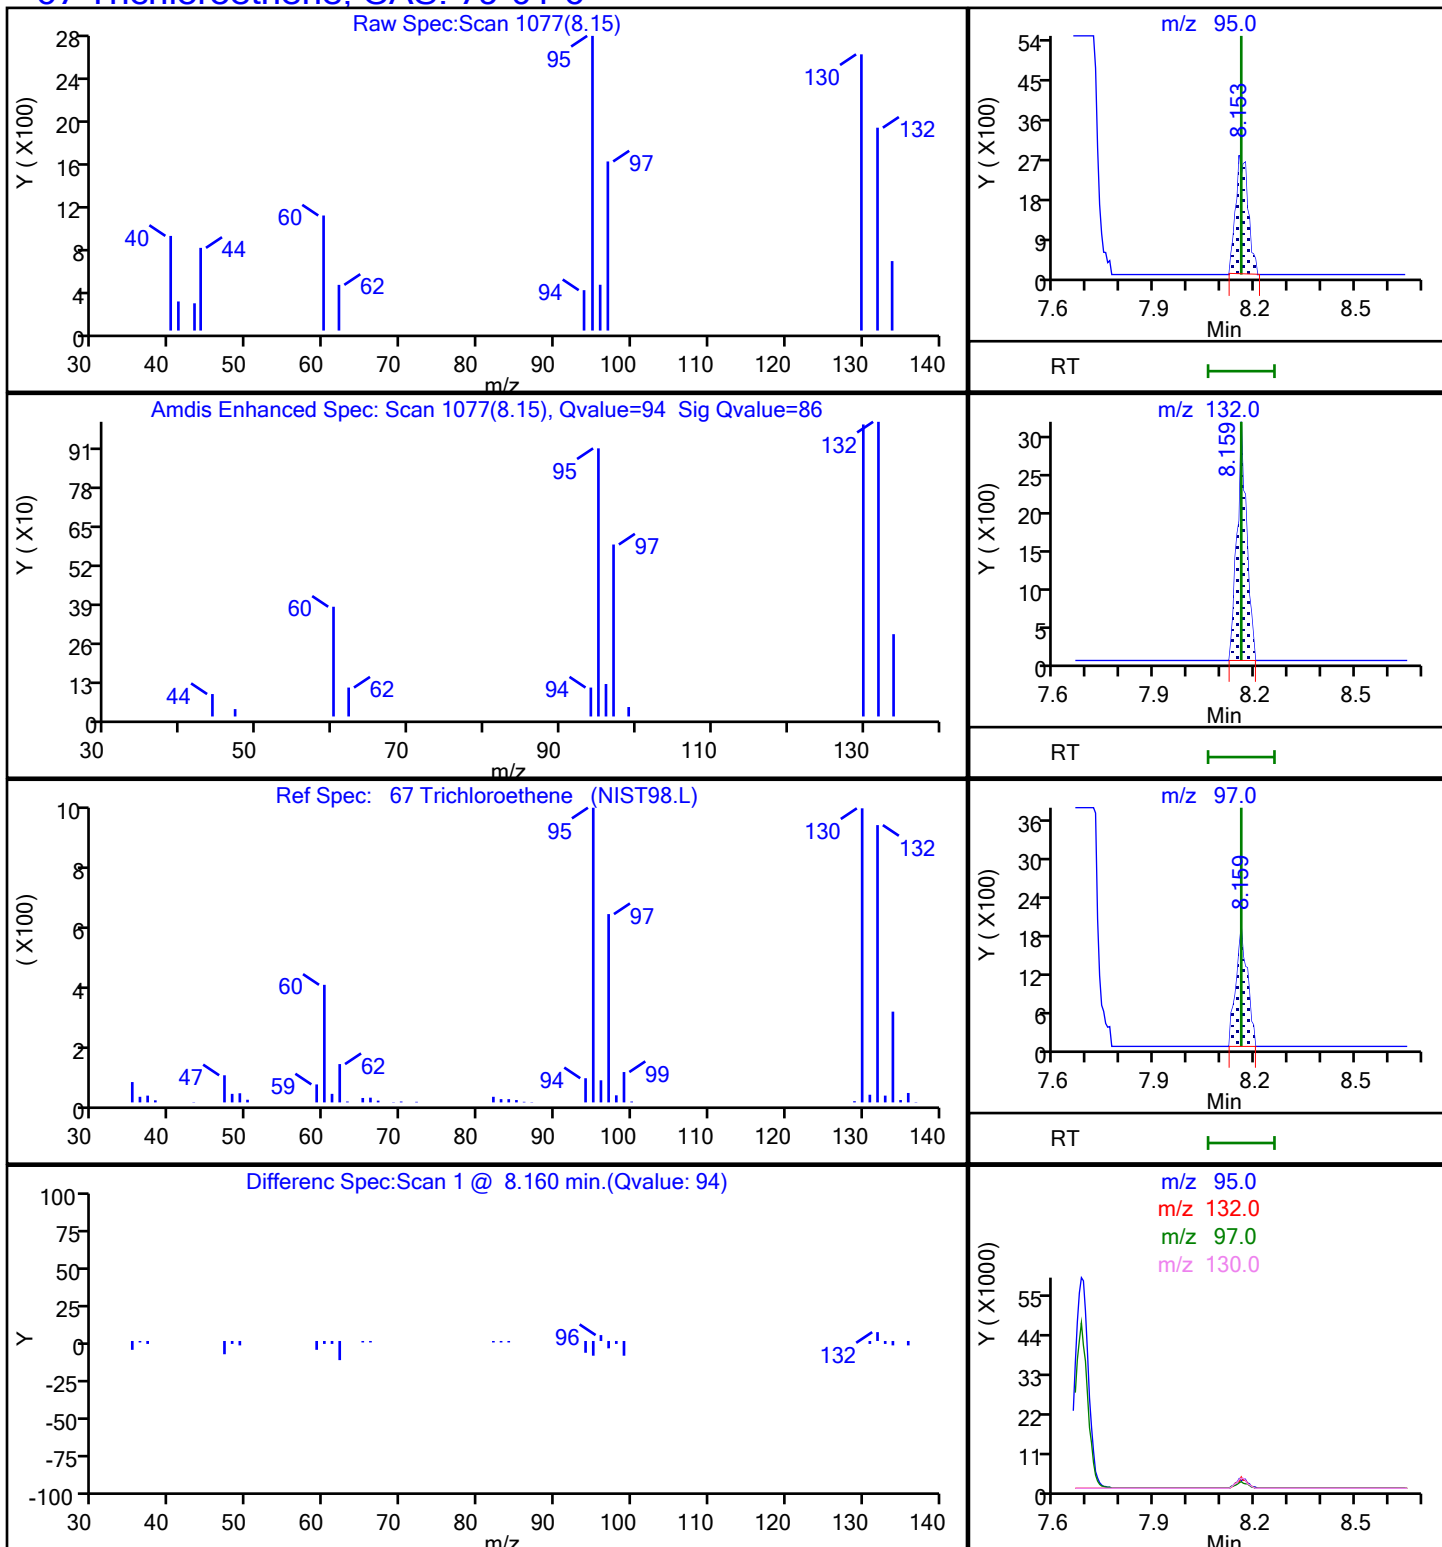 67 Trichloroethene, CAS: 79-01-6
Raw Spec:Scan 1077(8.15)
Y ( X100)
28
24
20
16
12
8
4
0
95
130
132
97
60
40
44
62
94
30 40 50 60 70 80 90 100 110 120 130 140
m/z
m/z 95.0
Y ( X100)
54
45
36
27
18
9
0
8.153
7.6 7.9 8.2 8.5
Min
RT
Amdis Enhanced Spec: Scan 1077(8.15), Qvalue=94 Sig Qvalue=86
Y ( X10)
91
78
65
52
39
26
13
0
132
95
97
60
44
62
94
30 50 70 90 110 130
m/z
m/z 132.0
Y ( X100)
30
25
20
15
10
5
0
8.159
7.6 7.9 8.2 8.5
Min
RT
Ref Spec: 67 Trichloroethene (NIST98.L)
( X100)
10
8
6
4
2
0
95
130
132
97
60
47
59
62
94
99
30 40 50 60 70 80 90 100 110 120 130 140
m/z 97.0
Y ( X100)
36
30
24
18
12
6
0
8.159
7.6 7.9 8.2 8.5
Min
RT
Differenc Spec:Scan 1 @ 8.160 min.(Qvalue: 94)
Y
100
75
50
25
0
-25
-50
-75
-100
96
132
30 40 50 60 70 80 90 100 110 120 130 140
m/z
m/z 95.0
m/z 132.0
m/z 97.0
m/z 130.0
Y ( X1000)
55
44
33
22
11
0
7.6 7.9 8.2 8.5
Min